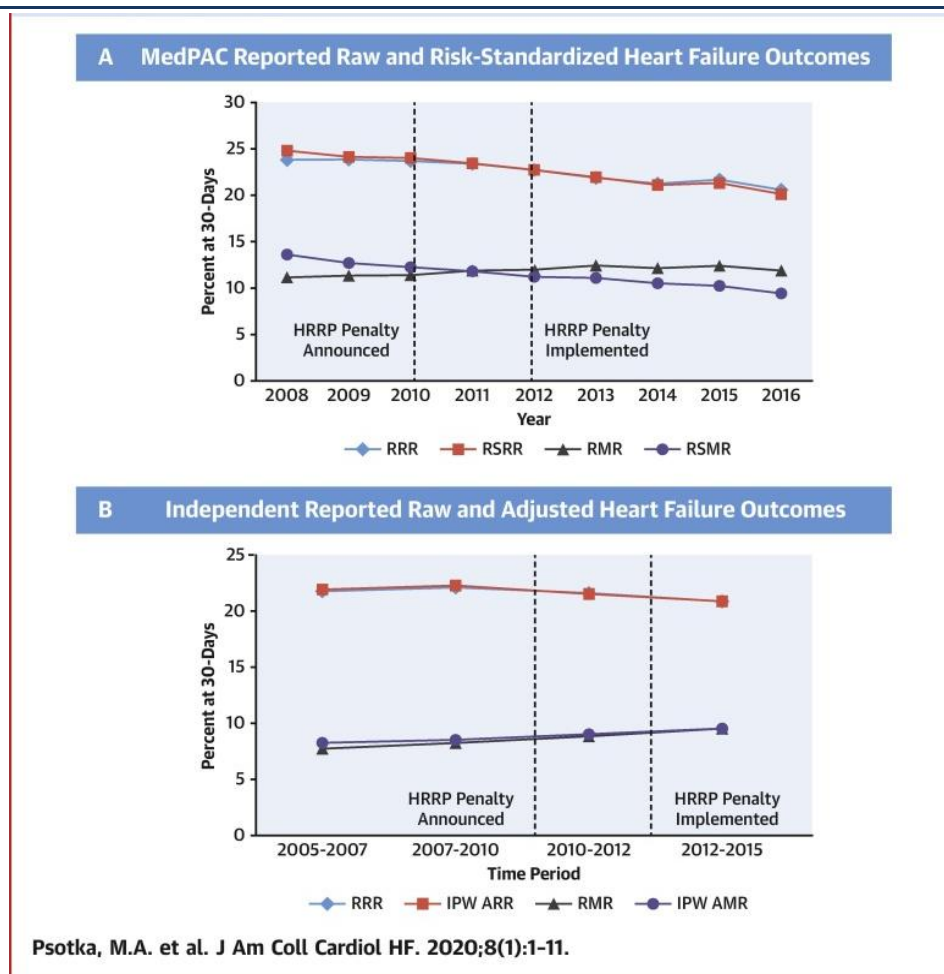 A MedPAC Reported Raw and Risk-Standardized Heart Failure Outcomes
30
25
20
15
10
5
0
Percent at 30-Days
HRRP Penalty
Announced
HRRP Penalty
Implemented
2008 2009 2010 2011 2012 2013 2014 2015 2016
Year
RRR RSRR RMR RSMR
B Independent Reported Raw and Adjusted Heart Failure Outcomes
25
20
15
10
5
0
Percent at 30-Days
HRRP Penalty
Announced
HRRP Penalty
Implemented
2005-2007 2007-2010 2010-2012 2012-2015
Time Period
RRR IPW ARR RMR IPW AMR
Psotka, M.A. et al. J Am Coll Cardiol HF. 2020;8(1):1-11.